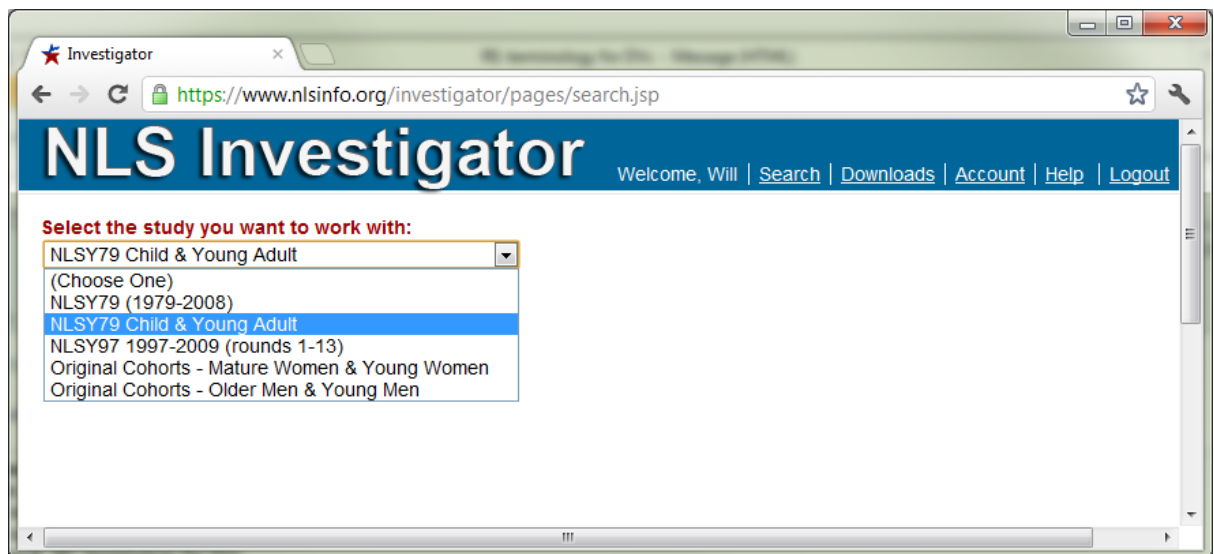 Investigator
https://www.nlsinfo.org/investigator/pages/search.jsp
NLS Investigator
Welcome, Will | Search | Downloads | Account | Help | Logout
Select the study you want to work with:
NLSY79 Child & Young Adult
(Choose One)
NLSY79 (1979-2008)
NLSY79 Child & Young Adult
NLSY97 1997-2009 (rounds 1-13)
Original Cohorts - Mature Women & Young Women
Original Cohorts - Older Men & Young Men